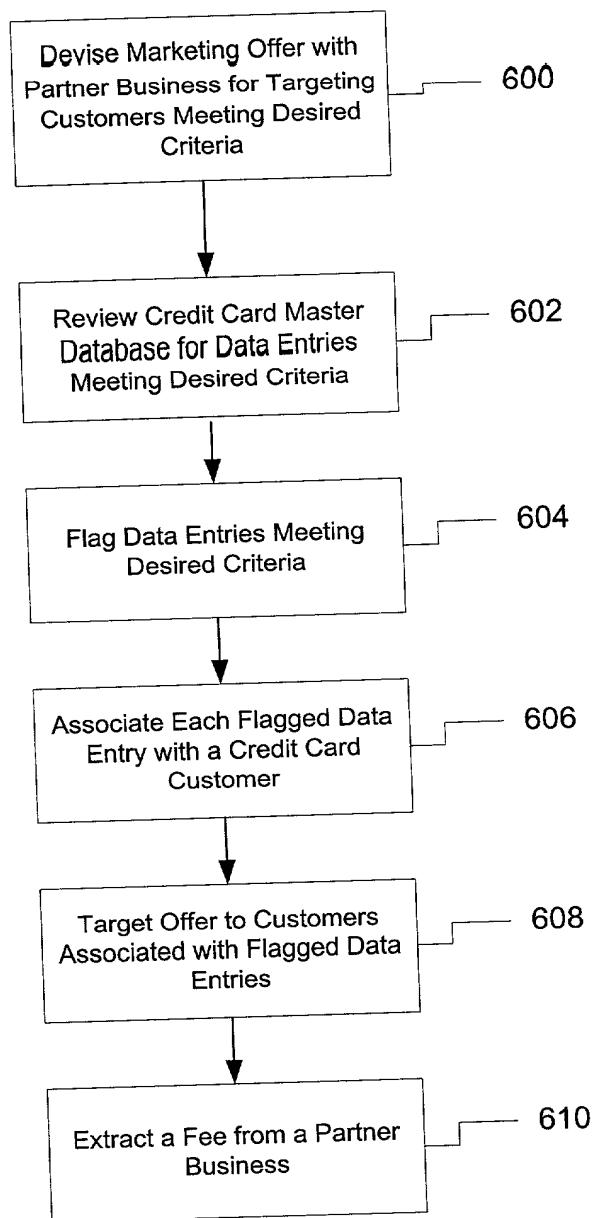 Devise Marketing Offer with
Partner Business for Targeting
Customers Meeting Desired
Criteria
600
Review Credit Card Master
Database for Data Entries
Meeting Desired Criteria
602
Flag Data Entries Meeting
Desired Criteria
604
Associate Each Flagged Data
Entry with a Credit Card
Customer
606
Target Offer to Customers
Associated with Flagged Data
Entries
608
Extract a Fee from a Partner
Business
610